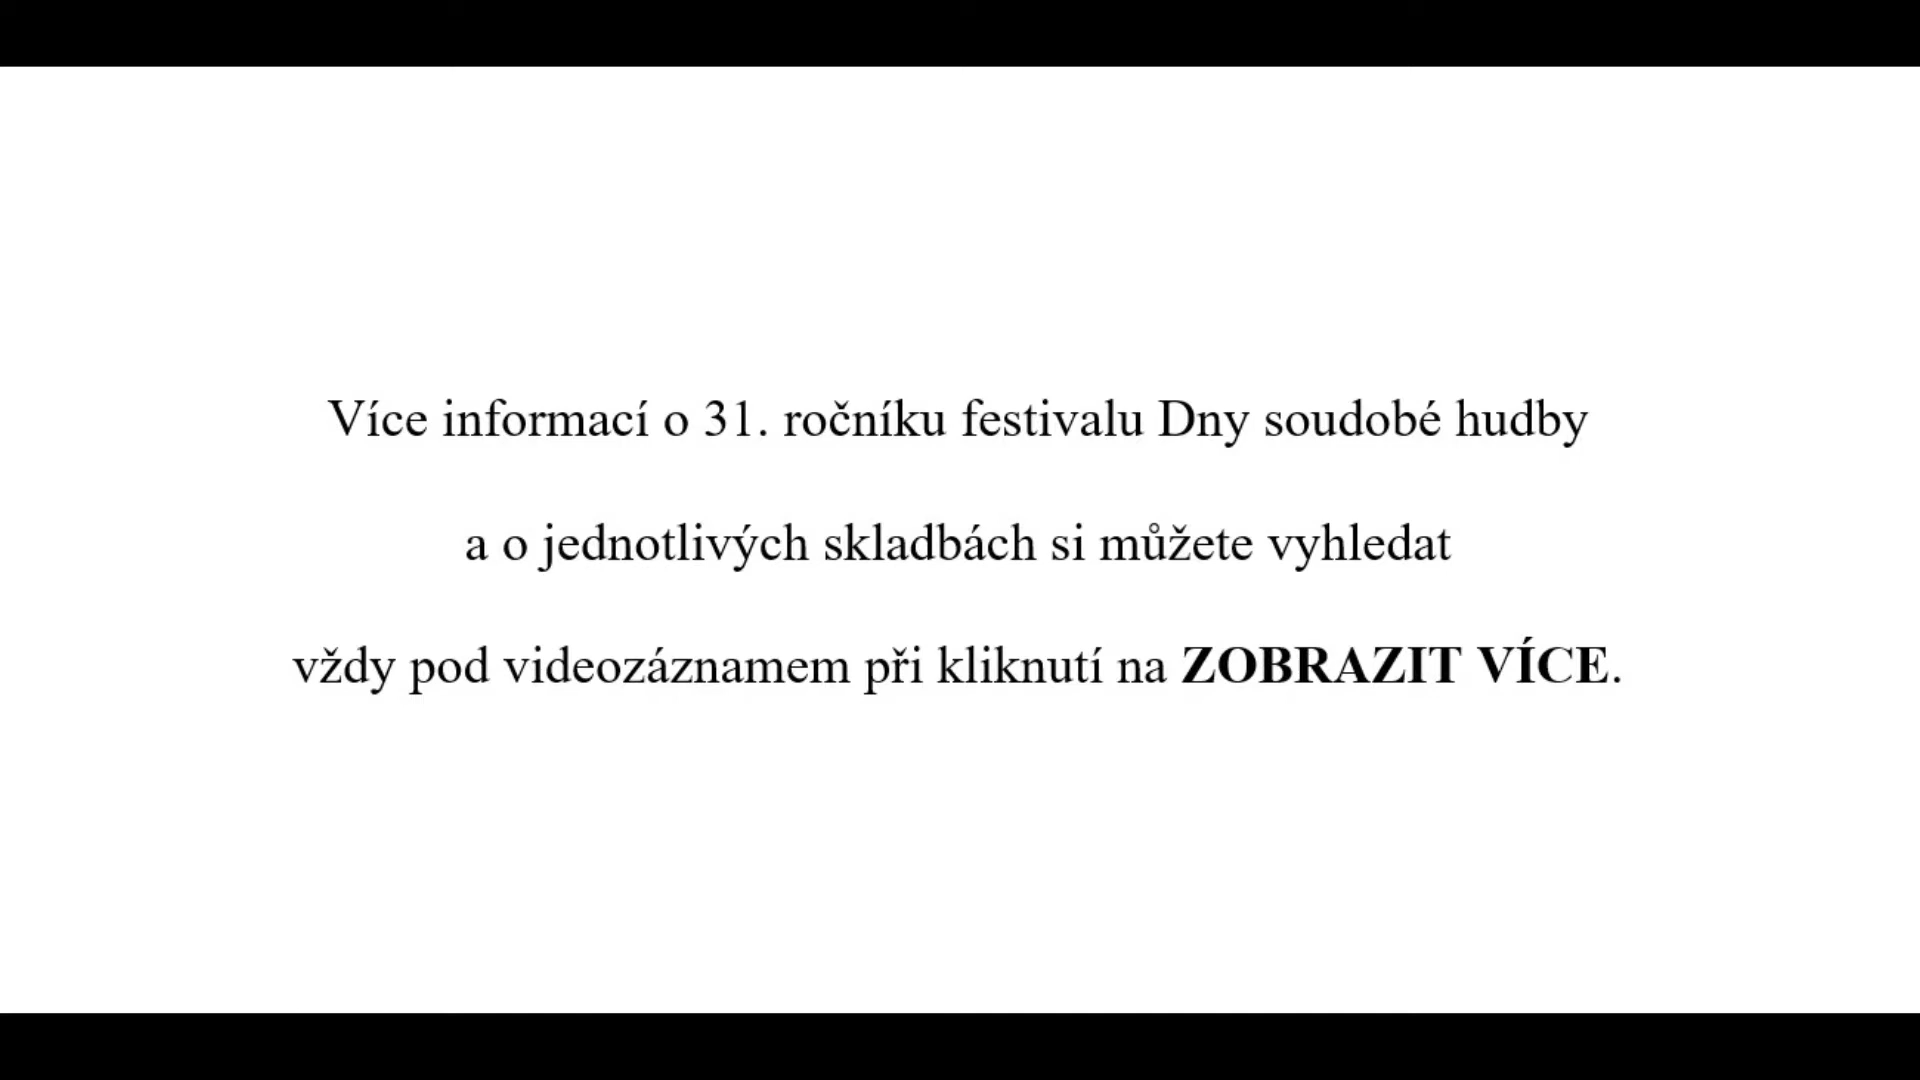 Více informací o 31. ročníku festivalu Dny soudobé hudby
a o jednotlivých skladbách si můžete vyhledat
vždy pod videozáznamem při kliknutí na ZOBRAZIT VÍCE.